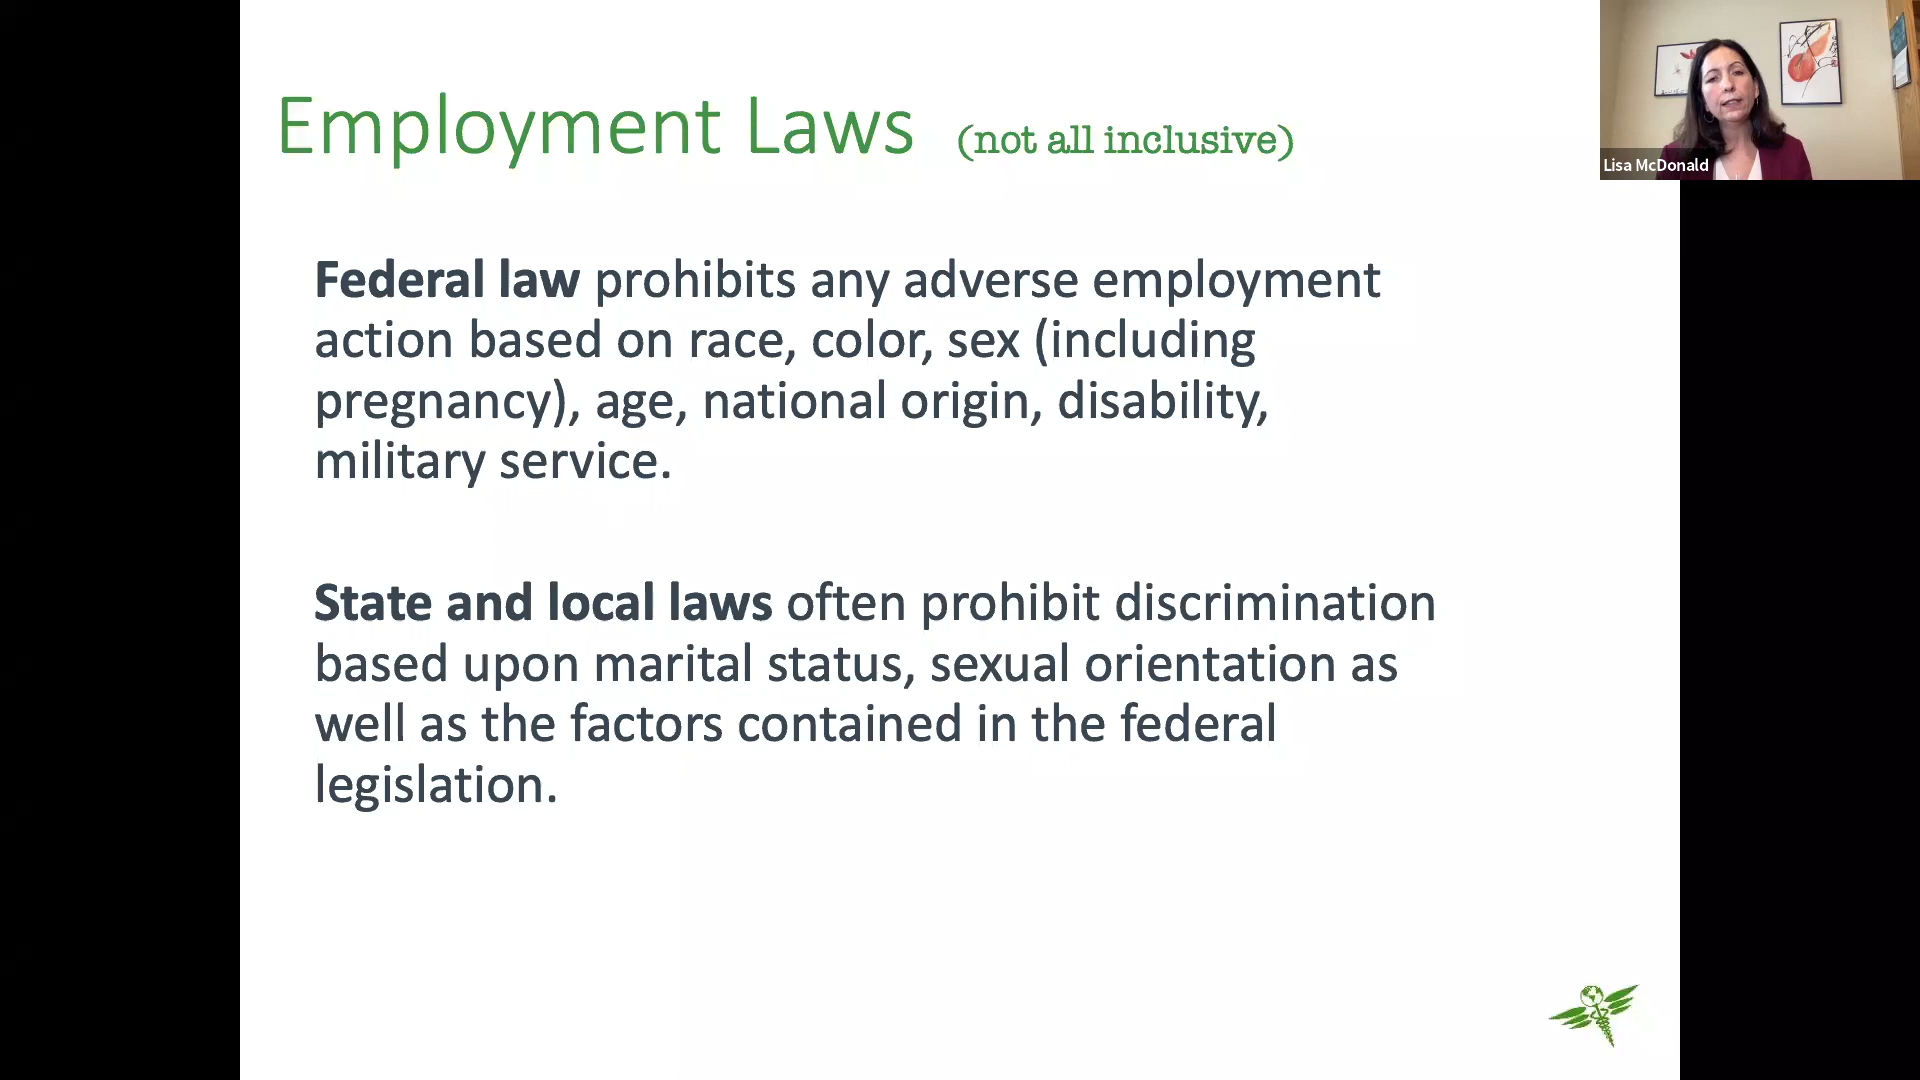 Employment Laws (not all inclusive)
Lisa McDonald
Federal law prohibits any adverse employment
action based on race, color, sex (including
pregnancy), age, national origin, disability,
military service.
State and local laws often prohibit discrimination
based upon marital status, sexual orientation as
well as the factors contained in the federal
legislation.